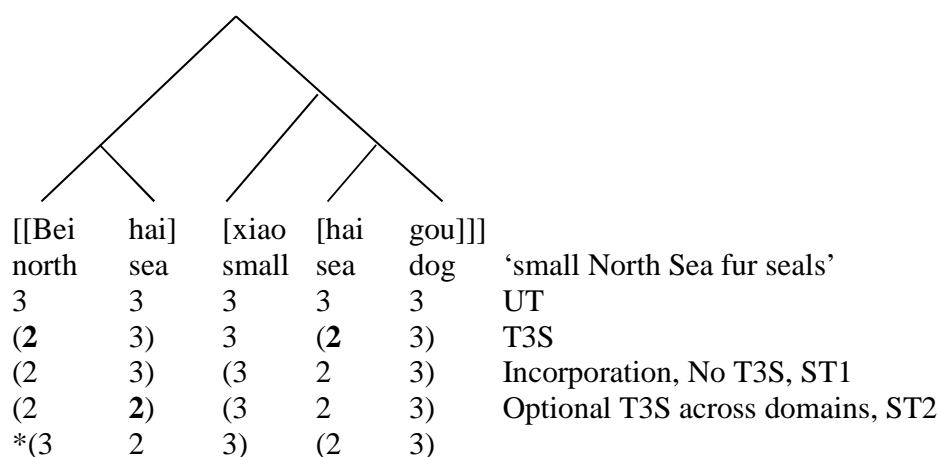 [[Bei hai] [xiao [hai gou]]]
north sea small sea dog ‘small North Sea fur seals’
3 3 3 3 3 UT
(2 3) 3 (2 3) T3S
(2 3) (3 2 3) Incorporation, No T3S, ST1
(2 2) (3 2 3) Optional T3S across domains, ST2
*(3 2 3) (2 3)